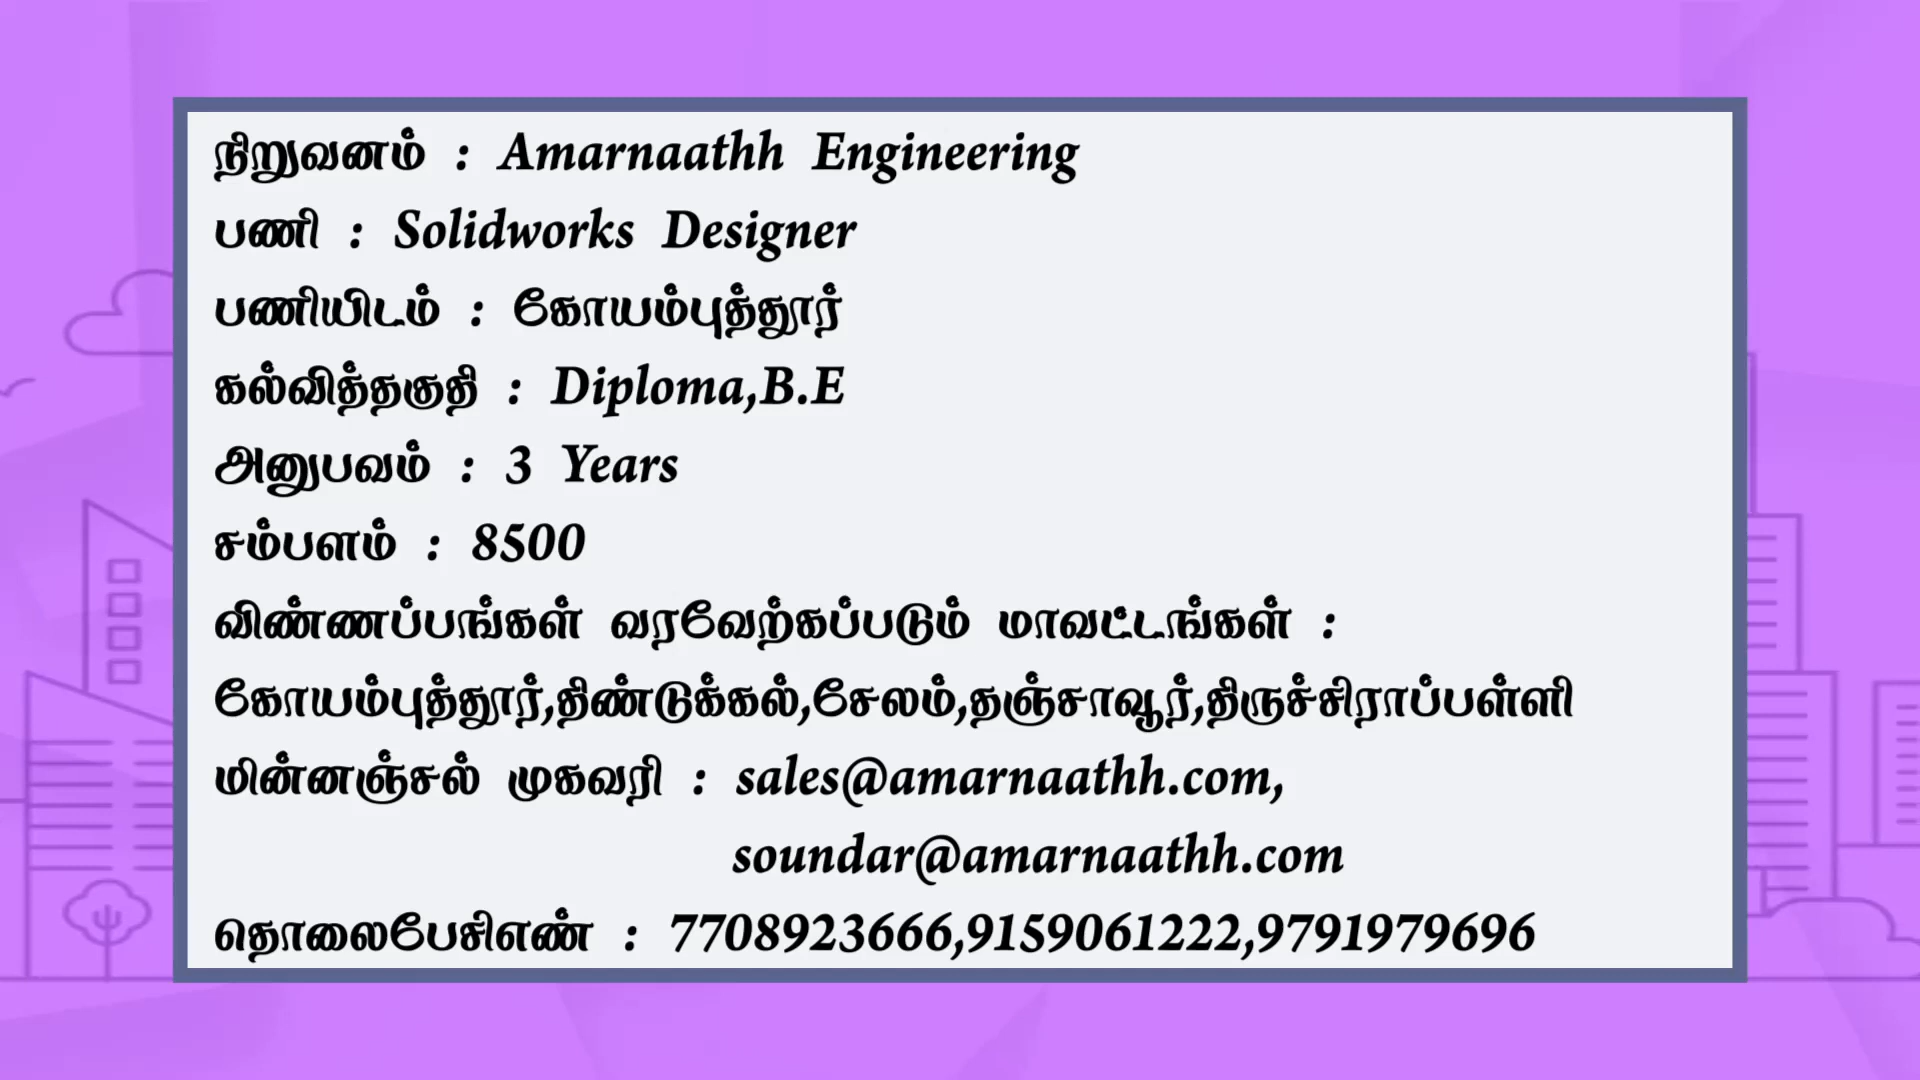 நிறுவனம் : Amarnaathh Engineering
பணி : Solidworks Designer
பணியிடம் : கோயம்புத்தூர்
கல்வித்தகுதி : Diploma,B.E
அனுபவம் : 3 Years
சம்பளம் : 8500
விண்ணப்பங்கள் வரவேற்கப்படும் மாவட்டங்கள் :
கோயம்புத்தூர்,திண்டுக்கல்,சேலம்,தஞ்சாவூர்,திருச்சிராப்பள்ளி
மின்னஞ்சல் முகவரி : sales@amarnaathh.com,
soundar@amarnaathh.com
தொலைபேசிஎண் : 7708923666,9159061222,9791979696